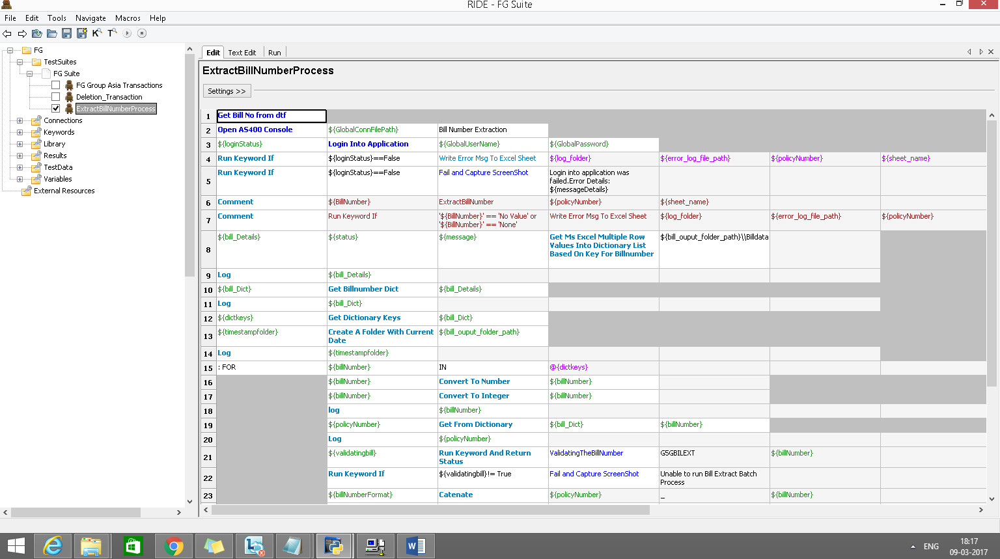 RIDE - FG Suite
File Edit Tools Navigate Macros Help
FG
TestSuites
FG Suite
FG Group Asia Transactions
Deletion_Transaction
ExtractBillNumberProcess
Connections
Keywords
Library
Results
TestData
Variables
External Resources
Edit Text Edit Run
ExtractBillNumberProcess
Settings >>
1 Get Bill No from dtf
2 Open AS400 Console ${GlobalConnFilePath} Bill Number Extraction
3 ${loginStatus} Login Into Application ${GlobalUserName} ${GlobalPassword}
4 Run Keyword If ${loginStatus}==False Write Error Msg To Excel Sheet ${log_folder} ${error_log_file_path} ${policyNumber} ${sheet_name}
5 Run Keyword If ${loginStatus}==False Fail and Capture ScreenShot Login into application was
failed.Error Details:
${messageDetails}
6 Comment ${BillNumber} ExtractBillNumber ${policyNumber} ${sheet_name}
7 Comment Run Keyword If '${BillNumber}' == 'No Value' or Write Error Msg To Excel Sheet ${log_folder} ${error_log_file_path} ${policyNumber}
'${BillNumber}' == 'None'
8 ${bill_Details} ${status} ${message} Get Ms Excel Multiple Row ${bill_ouput_folder_path}\\Billdata
Values Into Dictionary List
Based On Key For Billnumber
9 Log ${bill_Details}
10 ${bill_Dict} Get Billnumber Dict ${bill_Details}
11 Log ${bill_Dict}
12 ${dictkeys} Get Dictionary Keys ${bill_Dict}
13 ${timestampfolder} Create A Folder With Current ${bill_ouput_folder_path}
Date
14 Log ${timestampfolder}
15 : FOR ${billNumber} IN @{dictkeys}
16 ${billNumber} Convert To Number ${billNumber}
17 ${billNumber} Convert To Integer ${billNumber}
18 log ${billNumber}
19 ${policyNumber} Get From Dictionary ${bill_Dict} ${billNumber}
20 Log ${policyNumber}
21 ${validatingbill} Run Keyword And Return ValidatingTheBillNumber G5GBILEXT ${billNumber}
Status
22 Run Keyword If ${validatingbill}!= True Fail and Capture ScreenShot Unable to run Bill Extract Batch
Process
23 ${billNumberFormat} Catenate ${policyNumber} _ ${billNumber}
ENG
18:17
09-03-2017